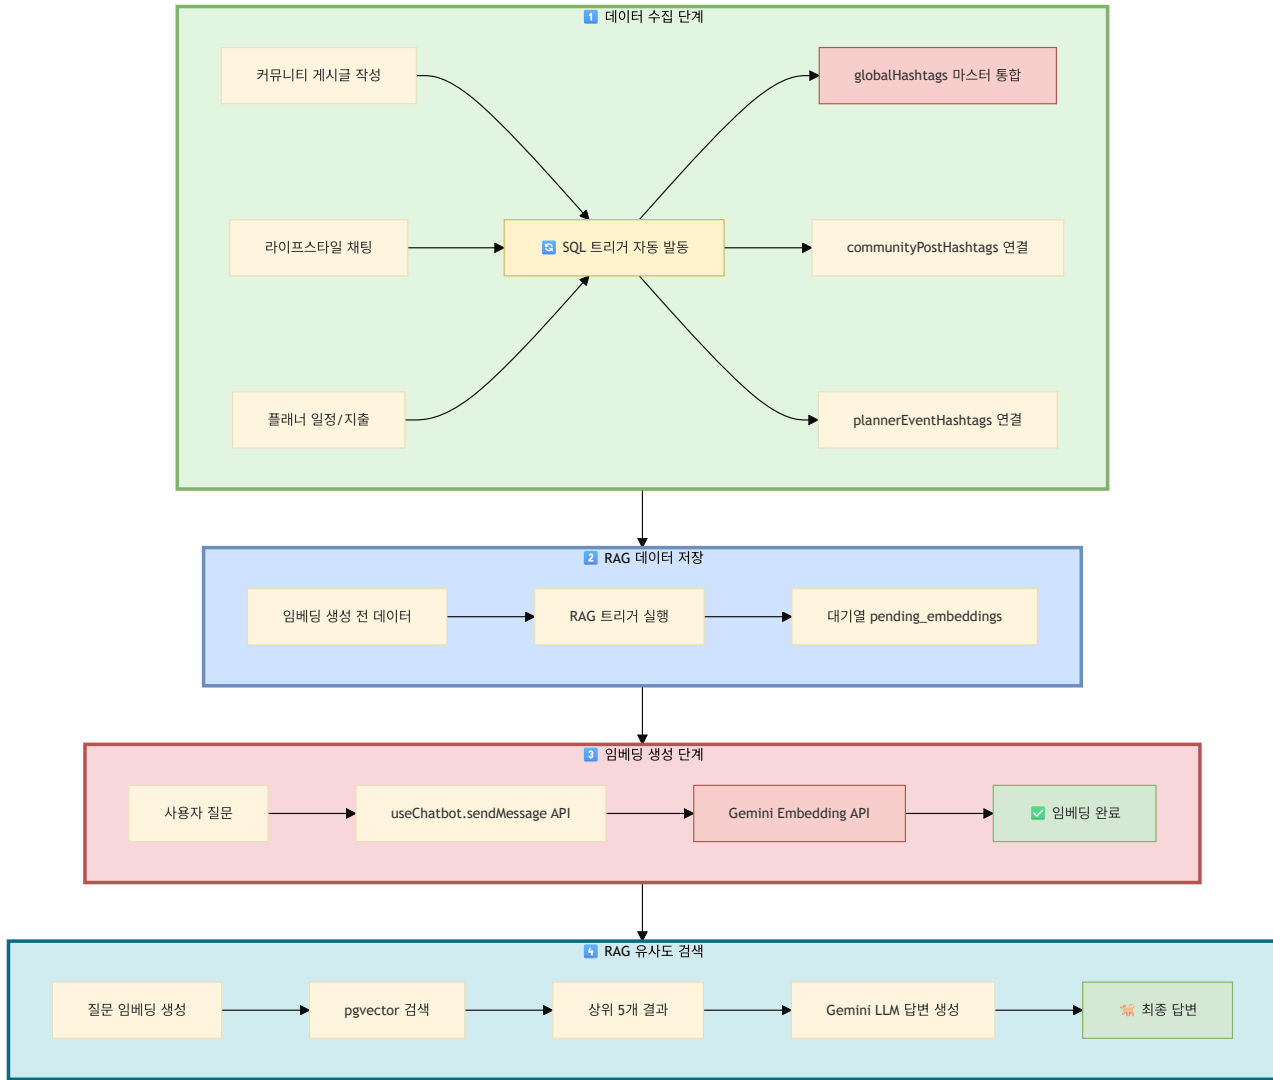 1️⃣ 데이터 수집 단계
커뮤니티 게시글 작성
globalHashtags 마스터 통합
라이프스타일 채팅
🔄 SQL 트리거 자동 발동
communityPostHashtags 연결
플래너 일정/지출
plannerEventHashtags 연결
2️⃣ RAG 데이터 저장
임베딩 생성 전 데이터
RAG 트리거 실행
대기열 pending_embeddings
3️⃣ 임베딩 생성 단계
사용자 질문
useChatbot.sendMessage API
Gemini Embedding API
✅ 임베딩 완료
4️⃣ RAG 유사도 검색
질문 임베딩 생성
pgvector 검색
상위 5개 결과
Gemini LLM 답변 생성
최종 답변